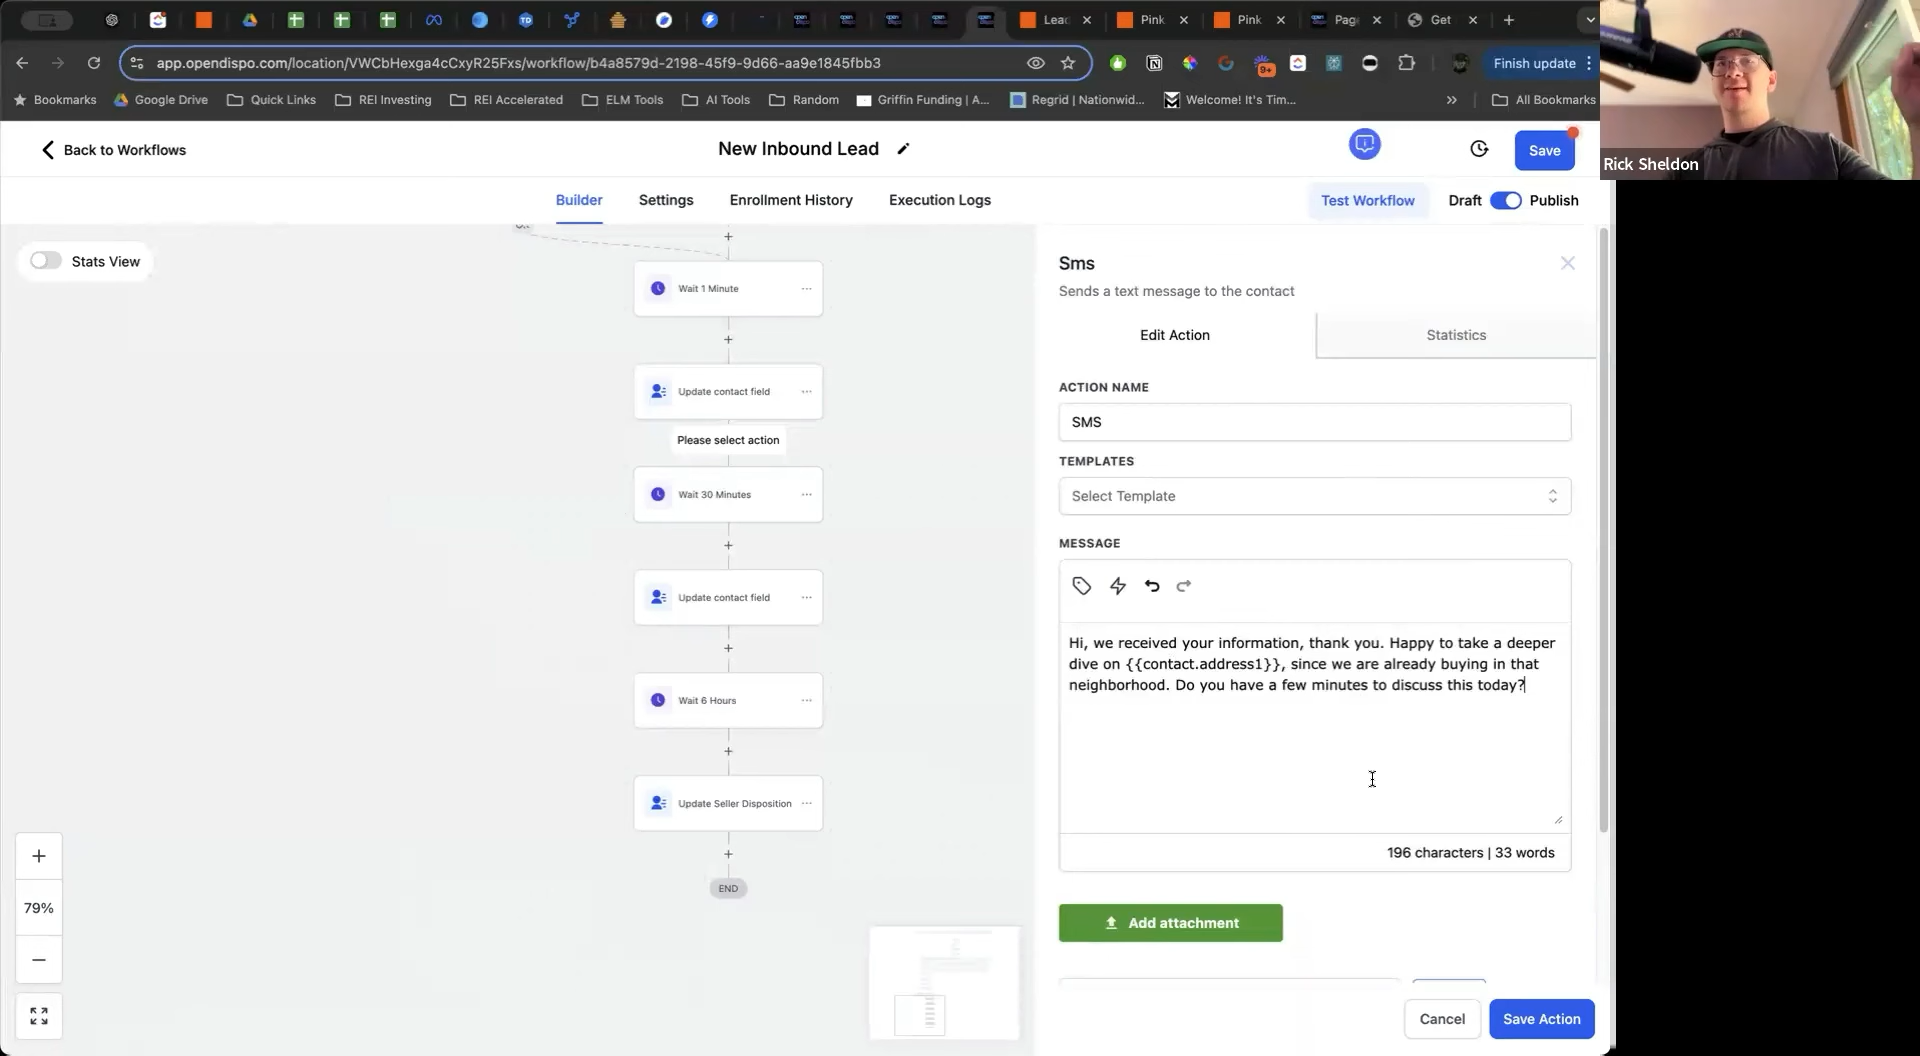 Lead
Pink
Pink
Page
Get
app.opendispo.com/location/VWCbHexga4cCxyR25Fxs/workflow/b4a8579d-2198-45f9-9d66-aa9e1845fbb3
9+
Finish update
Bookmarks
Google Drive
Quick Links
REI Investing
REI Accelerated
ELM Tools
AI Tools
Random
Griffin Funding | A...
Regrid | Nationwid...
Welcome! It's Tim...
All Bookmarks
Rick Sheldon
Back to Workflows
New Inbound Lead
Save
Builder
Settings
Enrollment History
Execution Logs
Test Workflow
Draft
Publish
Stats View
Wait 1 Minute
Update contact field
Please select action
Wait 30 Minutes
Update contact field
Wait 6 Hours
Update Seller Disposition
END
79%
Sms
Sends a text message to the contact
Edit Action
Statistics
ACTION NAME
SMS
TEMPLATES
Select Template
MESSAGE
Hi, we received your information, thank you. Happy to take a deeper
dive on {{contact.address1}}, since we are already buying in that
neighborhood. Do you have a few minutes to discuss this today?
196 characters | 33 words
Add attachment
Cancel
Save Action